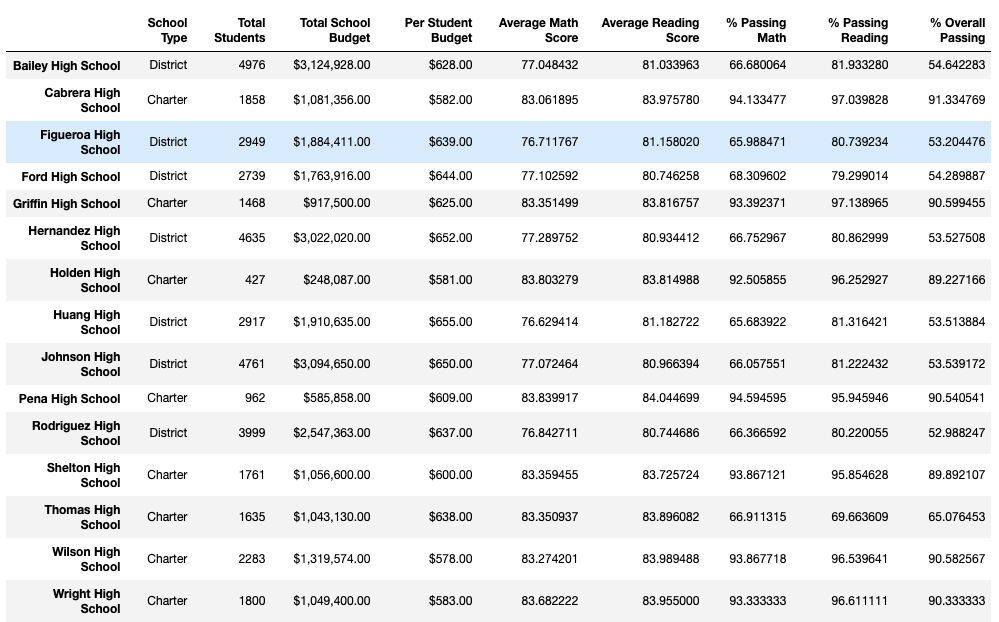 School Type Total Students Total School Budget Per Student Budget Average Math Score Average Reading Score % Passing Math % Passing Reading % Overall Passing
Bailey High School District 4976 $3,124,928.00 $628.00 77.048432 81.033963 66.680064 81.933280 54.642283
Cabrera High School Charter 1858 $1,081,356.00 $582.00 83.061895 83.975780 94.133477 97.039828 91.334769
Figueroa High School District 2949 $1,884,411.00 $639.00 76.711767 81.158020 65.988471 80.739234 53.204476
Ford High School District 2739 $1,763,916.00 $644.00 77.102592 80.746258 68.309602 79.299014 54.289887
Griffin High School Charter 1468 $917,500.00 $625.00 83.351499 83.816757 93.392371 97.138965 90.599455
Hernandez High School District 4635 $3,022,020.00 $652.00 77.289752 80.934412 66.752967 80.862999 53.527508
Holden High School Charter 427 $248,087.00 $581.00 83.803279 83.814988 92.505855 96.252927 89.227166
Huang High School District 2917 $1,910,635.00 $655.00 76.629414 81.182722 65.683922 81.316421 53.513884
Johnson High School District 4761 $3,094,650.00 $650.00 77.072464 80.966394 66.057551 81.222432 53.539172
Pena High School Charter 962 $585,858.00 $609.00 83.839917 84.044699 94.594595 95.945946 90.540541
Rodriguez High School District 3999 $2,547,363.00 $637.00 76.842711 80.744686 66.366592 80.220055 52.988247
Shelton High School Charter 1761 $1,056,600.00 $600.00 83.359455 83.725724 93.867121 95.854628 89.892107
Thomas High School Charter 1635 $1,043,130.00 $638.00 83.350937 83.896082 66.911315 69.663609 65.076453
Wilson High School Charter 2283 $1,319,574.00 $578.00 83.274201 83.989488 93.867718 96.539641 90.582567
Wright High School Charter 1800 $1,049,400.00 $583.00 83.682222 83.955000 93.333333 96.611111 90.333333